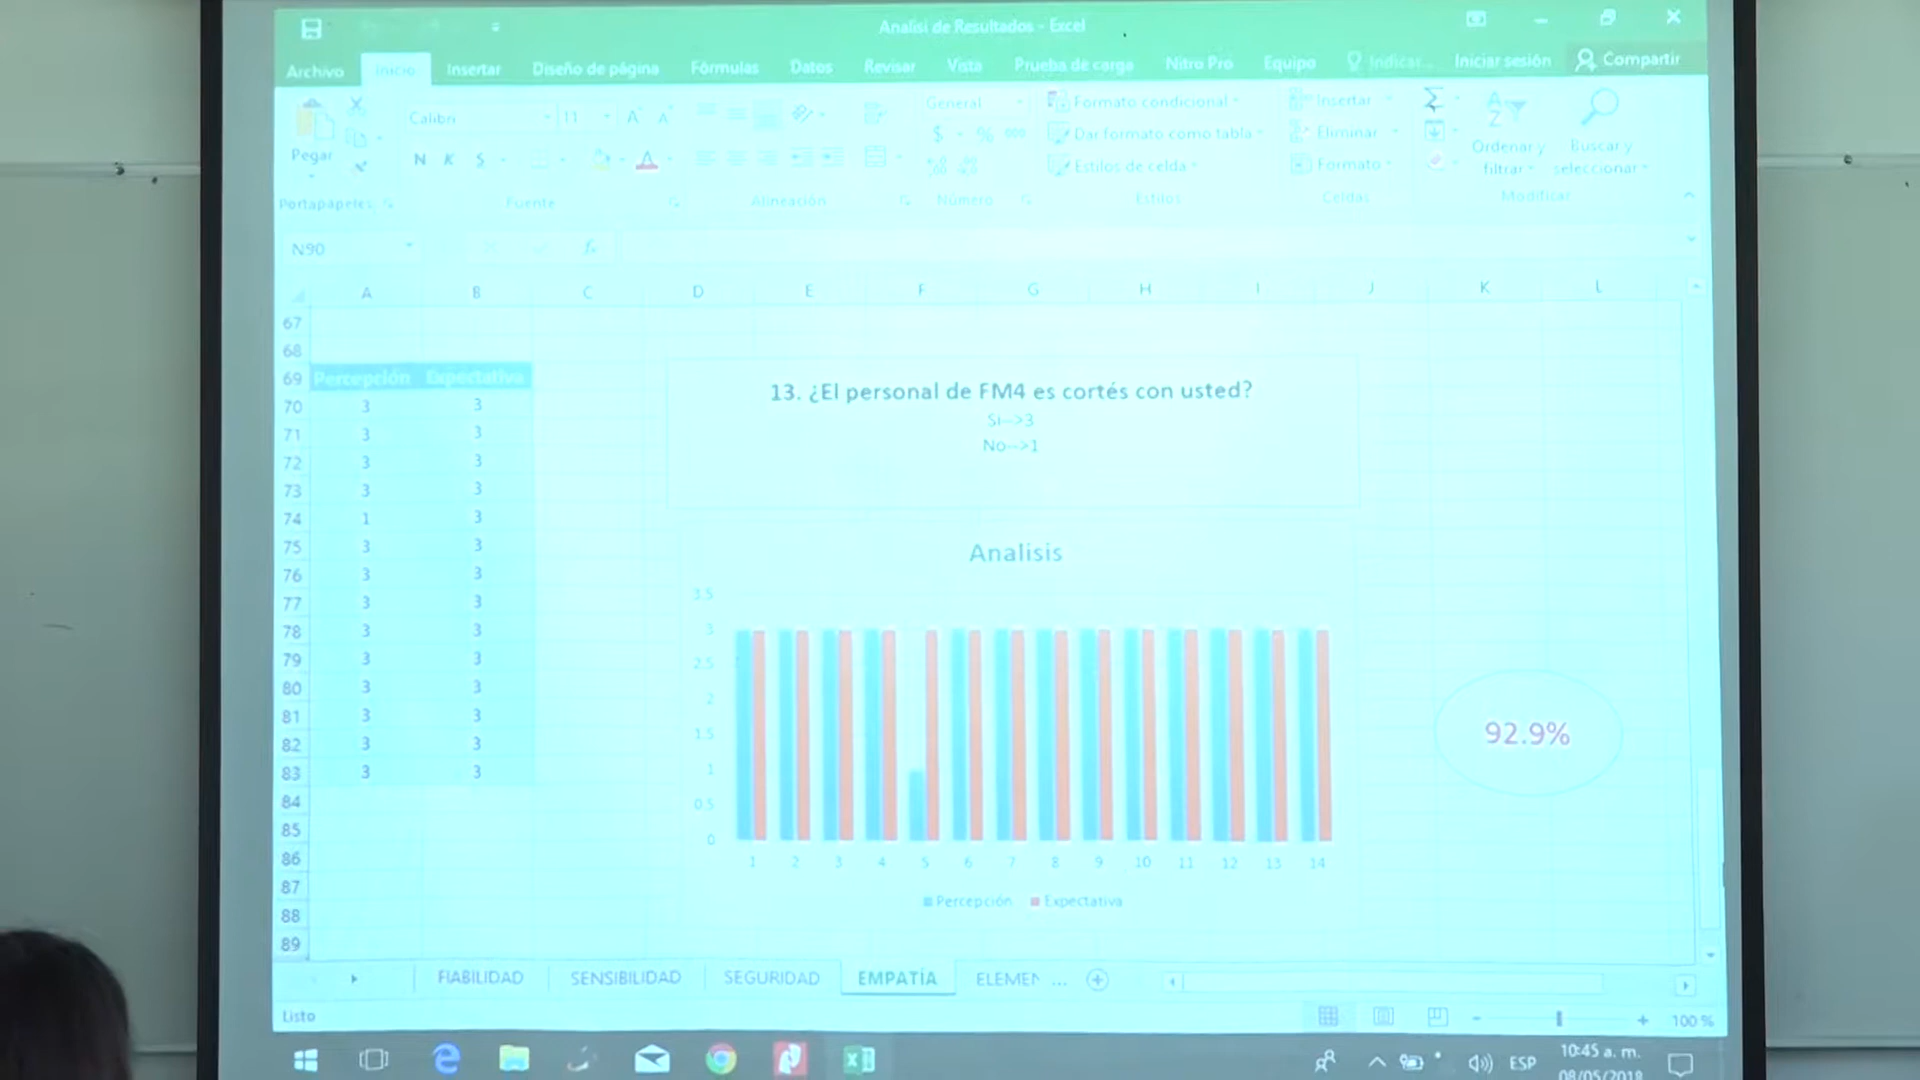 Analisi de Resultados - Excel
Archivo Inicio Insertar Diseño de página Fórmulas Datos Revisar Vista Prueba de carga Nitro Pro Equipo Indicar... Iniciar sesión Compartir
Calibri 11 General Formato condicional Insertar
N K S $ % 000 Dar formato como tabla Eliminar
Pegar Estilos de celda Formato Ordenar y filtrar Buscar y seleccionar
Portapapeles Fuente Alineación Número Estilos Celdas Modificar
N90 fx
A B C D E F G H I J K L
67
68
69 Percepción Expectativa
70 3 3
71 3 3
72 3 3
73 3 3
74 1 3
75 3 3
76 3 3
77 3 3
78 3 3
79 3 3
80 3 3
81 3 3
82 3 3
83 3 3
84
85
86
87
88
89
13. ¿El personal de FM4 es cortés con usted?
Si-->3
No-->1
Analisis
3.5
3
2.5
2
1.5
1
0.5
0
1 2 3 4 5 6 7 8 9 10 11 12 13 14
Percepción Expectativa
92.9%
FIABILIDAD SENSIBILIDAD SEGURIDAD EMPATÍA ELEMEN ...
Listo 100 %
ESP 10:45 a. m.
08/05/2018